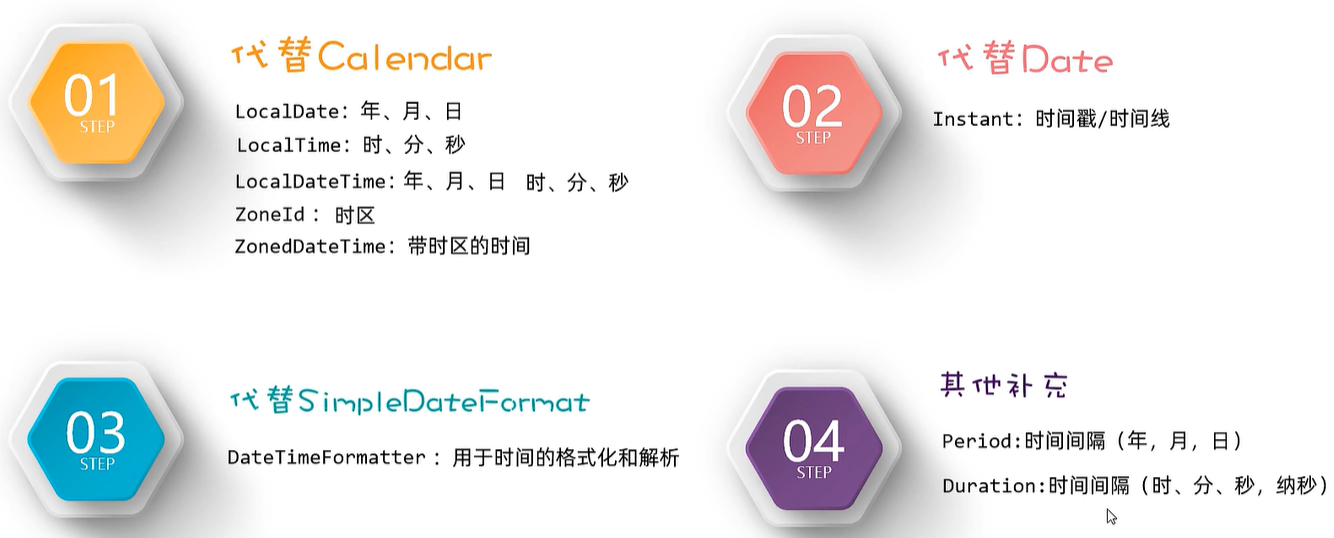 01
STEP
代替Calendar
LocalDate：年、月、日
LocalTime：时、分、秒
LocalDateTime：年、月、日 时、分、秒
ZoneId： 时区
ZonedDateTime：带时区的时间
02
STEP
代替Date
Instant：时间戳/时间线
03
STEP
代替SimpleDateFormat
DateTimeFormatter：用于时间的格式化和解析
04
STEP
其他补充
Period:时间间隔（年，月，日）
Duration:时间间隔（时、分、秒，纳秒）